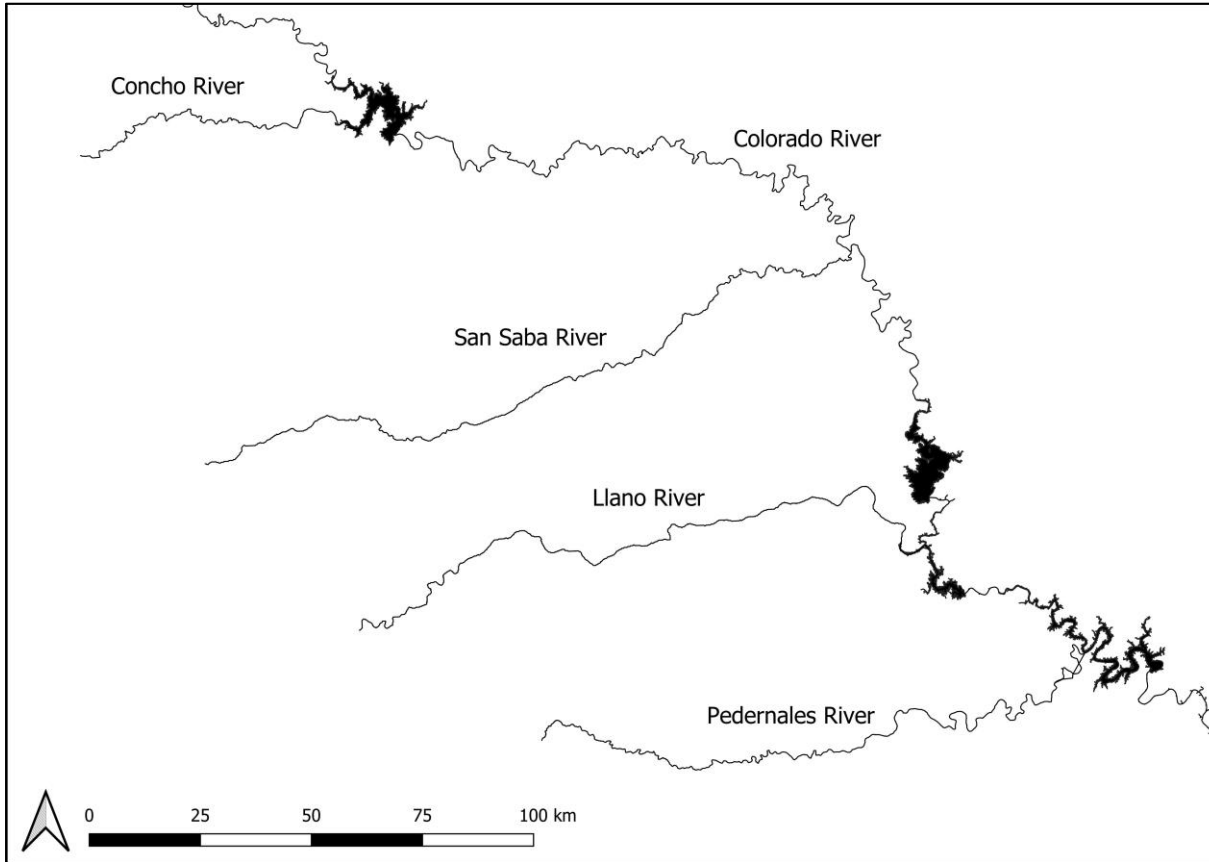 Concho River
Colorado River
San Saba River
Llano River
Pedernales River
0 25 50 75 100 km